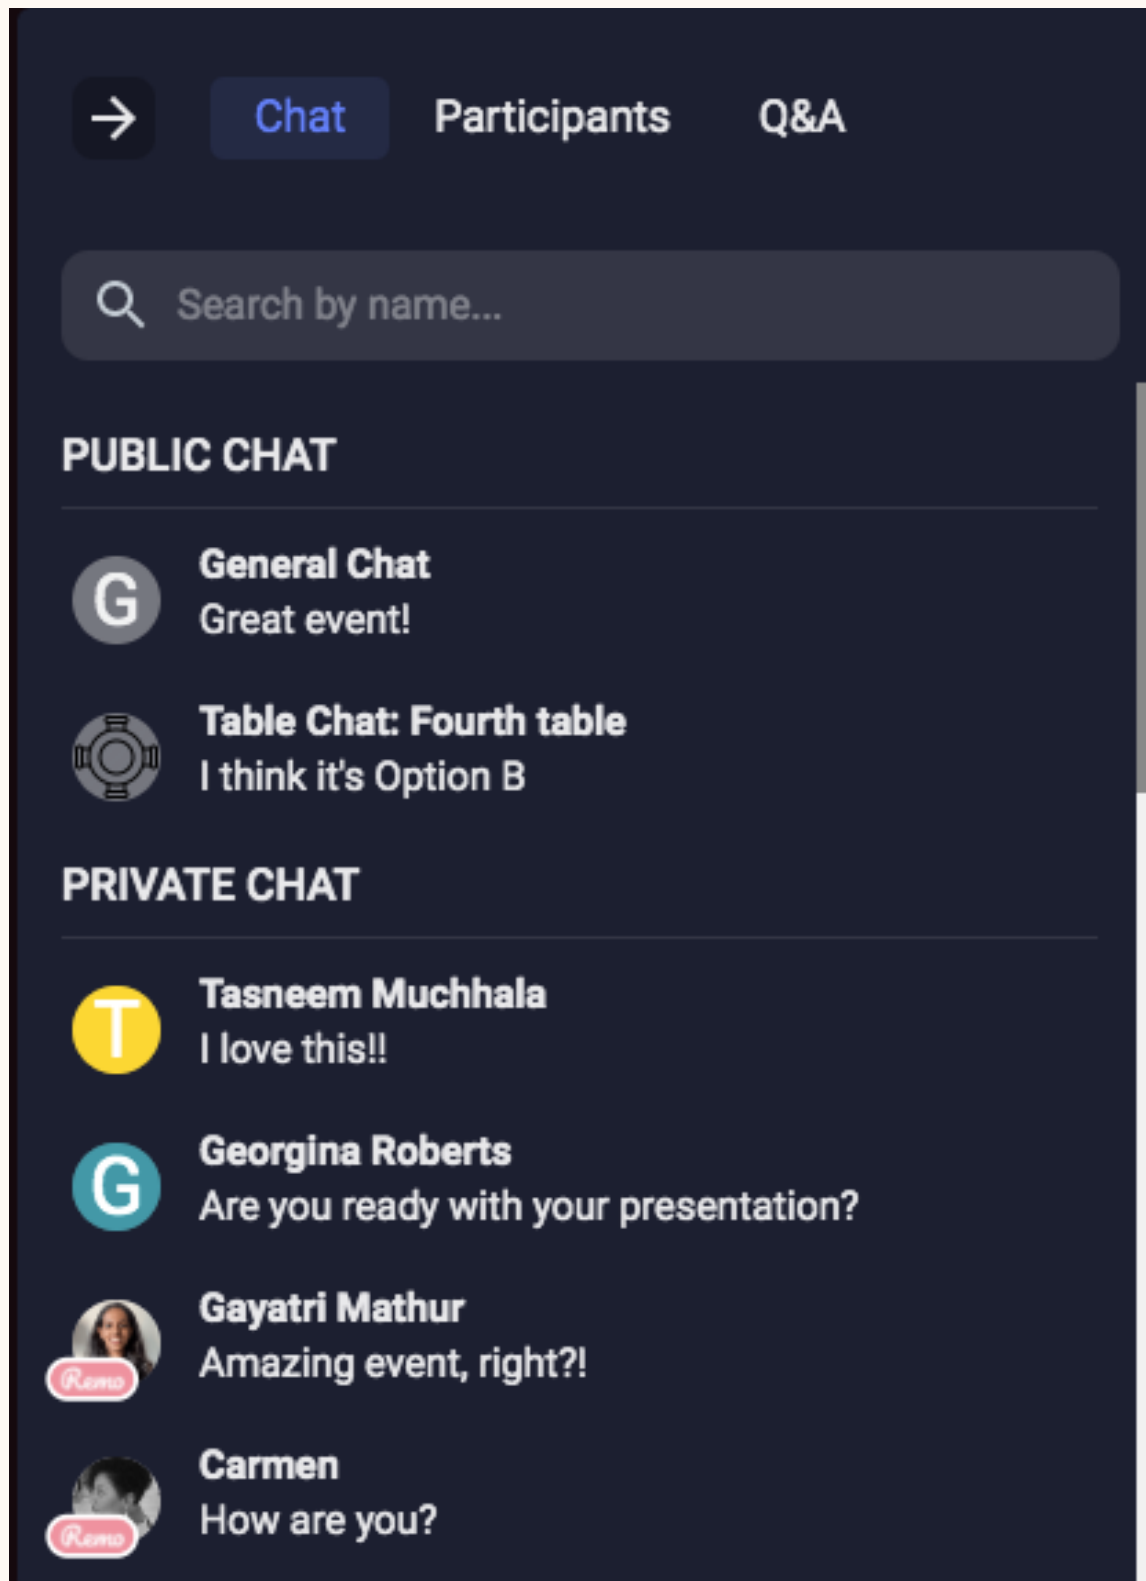 Chat Participants Q&A
Search by name...
PUBLIC CHAT
G
General Chat
Great event!
Table Chat: Fourth table
I think it's Option B
PRIVATE CHAT
T
Tasneem Muchhala
I love this!!
G
Georgina Roberts
Are you ready with your presentation?
Gayatri Mathur
Amazing event, right?!
Remo
Carmen
How are you?
Remo